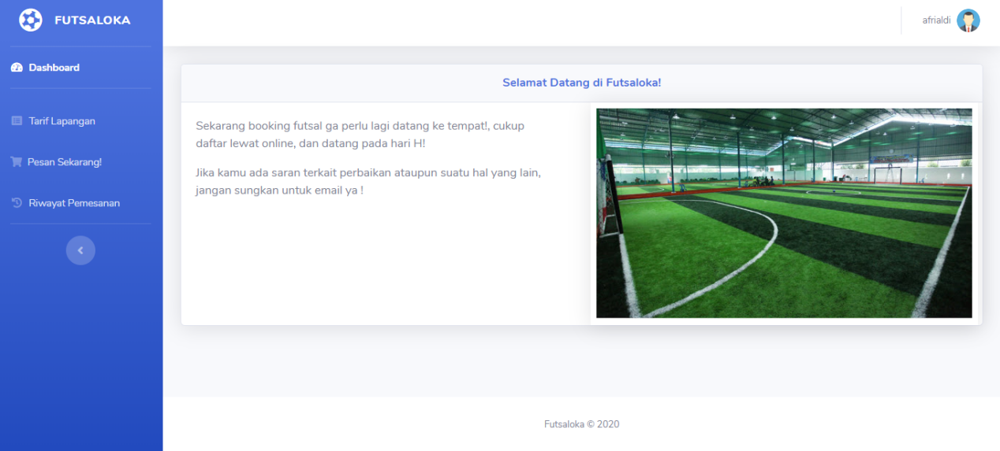 FUTSALOKA
afrialdi
Dashboard
Tarif Lapangan
Pesan Sekarang!
Riwayat Pemesanan
Selamat Datang di Futsaloka!
Sekarang booking futsal ga perlu lagi datang ke tempat!, cukup
daftar lewat online, dan datang pada hari H!
Jika kamu ada saran terkait perbaikan ataupun suatu hal yang lain,
jangan sungkan untuk email ya !
Futsaloka © 2020